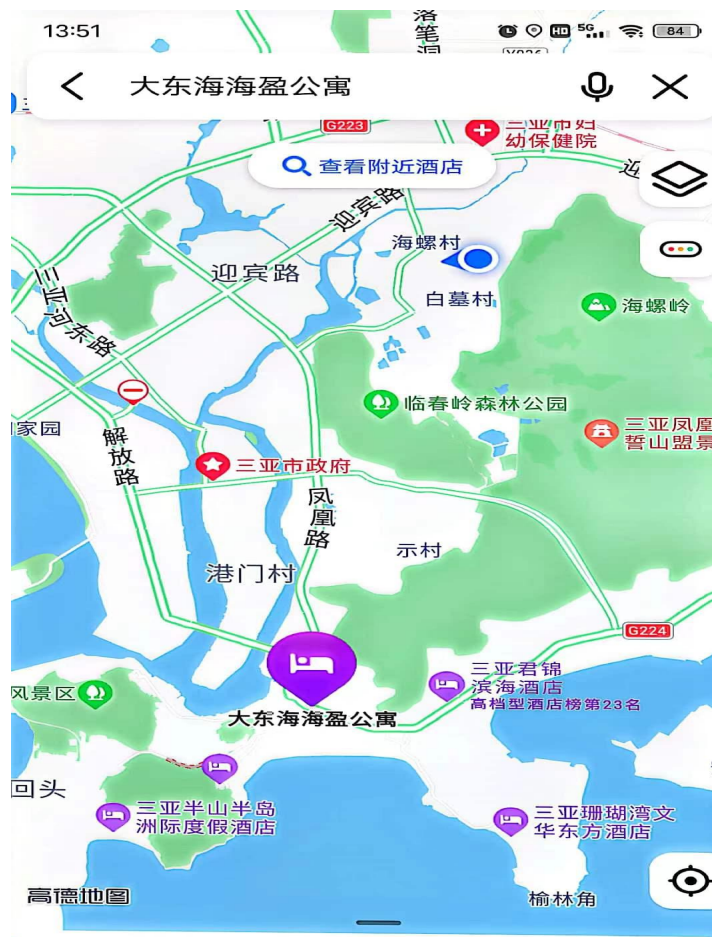 13:51
落笔洞
HD 5G 84
大东海海盈公寓
G223
三亚市妇
幼保健院
查看附近酒店
迎
迎宾路
海螺村
迎宾路
白墓村
海螺岭
三亚河东路
临春岭森林公园
家园
三亚凤凰
誓山盟景
解放路
三亚市政府
凤凰路
示村
港门村
G224
三亚君锦
滨海酒店
高档型酒店榜第23名
风景区
大东海海盈公寓
回头
三亚半山半岛
洲际度假酒店
三亚珊瑚湾文
华东方酒店
高德地图
榆林角